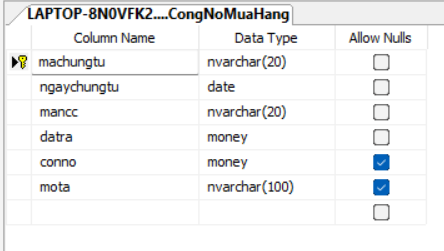 LAPTOP-8N0VFK2....CongNoMuaHang
Column Name Data Type Allow Nulls
machungtu nvarchar(20)
ngaychungtu date
mancc nvarchar(20)
datra money
conno money
mota nvarchar(100)